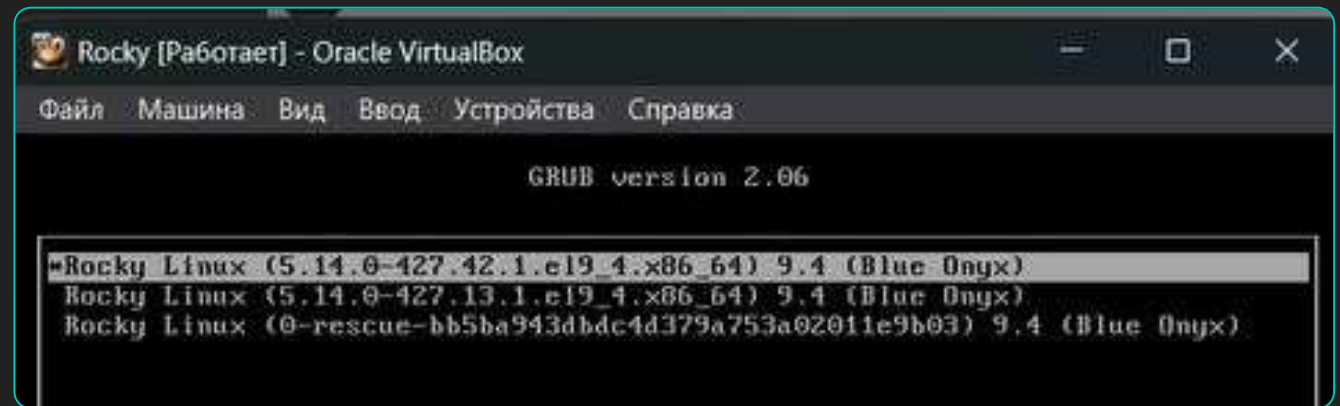 Rocky [Работает] - Oracle VirtualBox
Файл Машина Вид Ввод Устройства Справка
GRUB version 2.06
*Rocky Linux (5.14.0-427.42.1.el9_4.x86_64) 9.4 (Blue Onyx)
Rocky Linux (5.14.0-427.13.1.el9_4.x86_64) 9.4 (Blue Onyx)
Rocky Linux (0-rescue-bb5ba943dbdc4d379a753a02011e9b03) 9.4 (Blue Onyx)